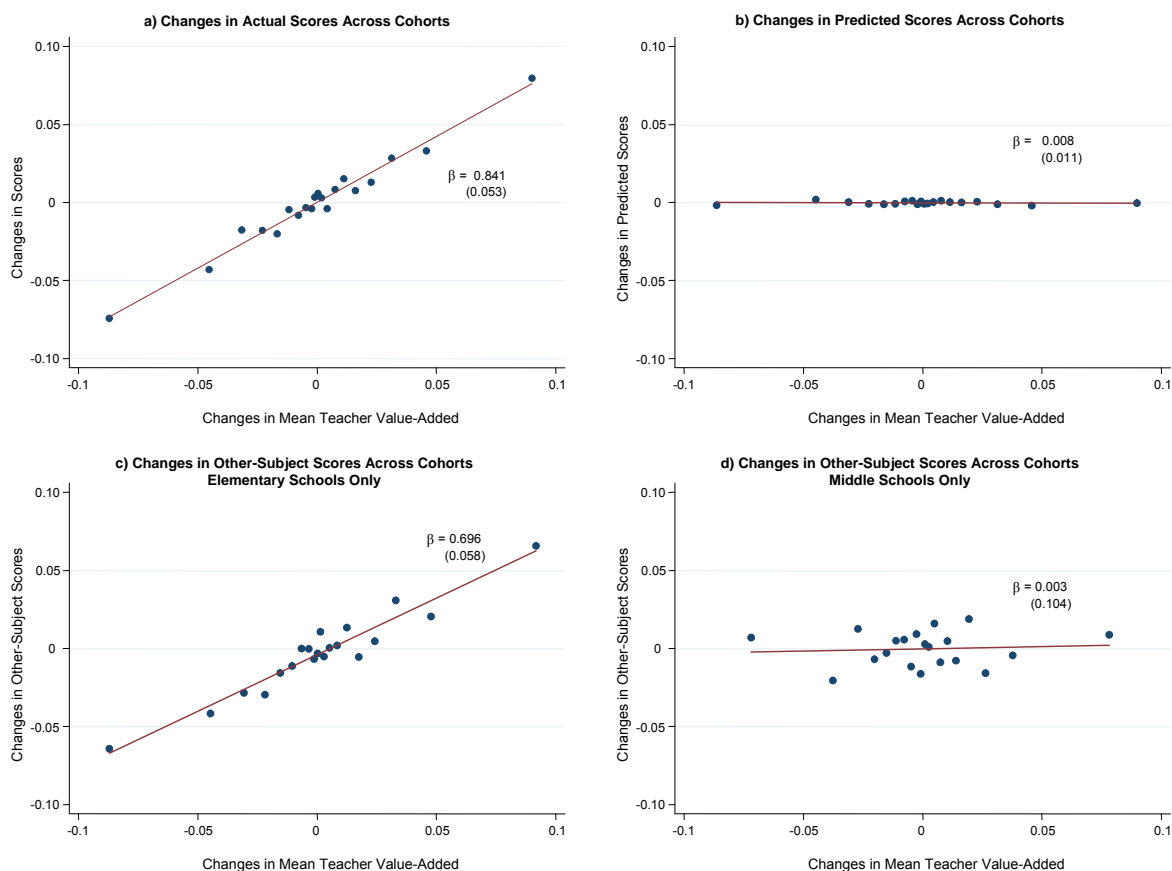 a) Changes in Actual Scores Across Cohorts
0.10
0.05
0
-0.05
-0.10
Changes in Scores
β = 0.841
(0.053)
-0.1
-0.05
0
0.05
0.1
Changes in Mean Teacher Value-Added
b) Changes in Predicted Scores Across Cohorts
0.10
0.05
0
-0.05
-0.10
Changes in Predicted Scores
β = 0.008
(0.011)
-0.1
-0.05
0
0.05
0.1
Changes in Mean Teacher Value-Added
c) Changes in Other-Subject Scores Across Cohorts
Elementary Schools Only
0.10
0.05
0
-0.05
-0.10
Changes in Other-Subject Scores
β = 0.696
(0.058)
-0.1
-0.05
0
0.05
0.1
Changes in Mean Teacher Value-Added
d) Changes in Other-Subject Scores Across Cohorts
Middle Schools Only
0.10
0.05
0
-0.05
-0.10
Changes in Other-Subject Scores
β = 0.003
(0.104)
-0.1
-0.05
0
0.05
0.1
Changes in Mean Teacher Value-Added